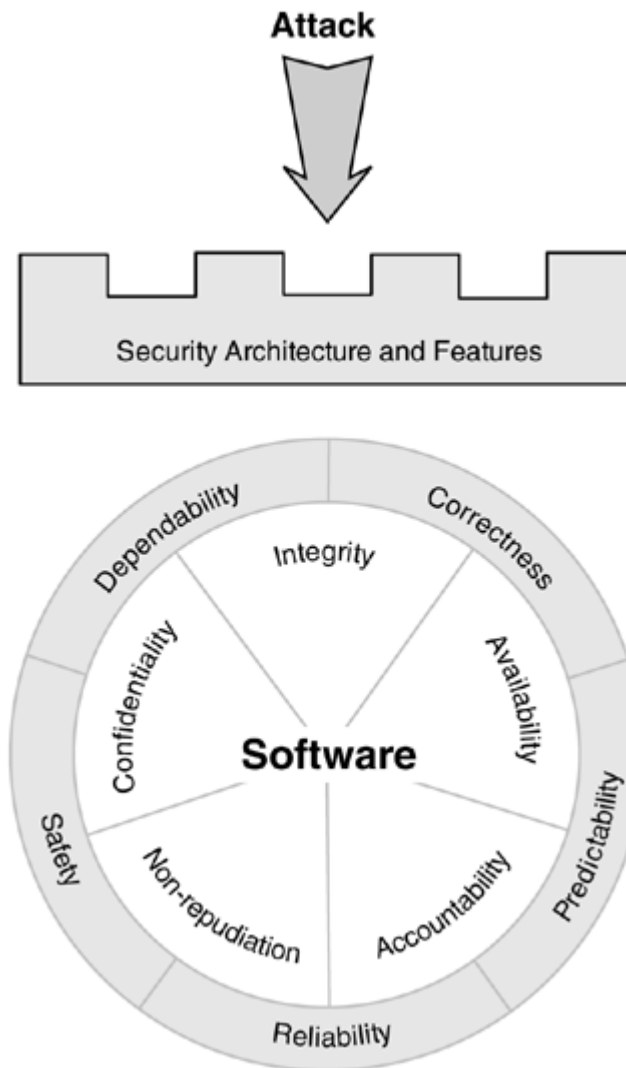 Attack
Security Architecture and Features
Dependability
Correctness
Integrity
Confidentiality
Availability
Software
Safety
Predictability
Non-repudiation
Accountability
Reliability